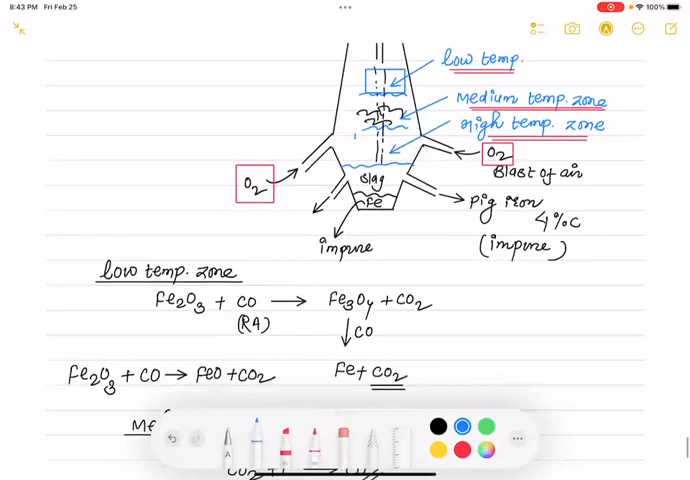 8:43 PM Fri Feb 25
100%
low temp.
Medium temp. zone
High temp. zone
O2
O2
Blast of air
Slag
Fe
Pig iron
4%C
impure
(impure)
low temp. zone
Fe2O3 + CO → Fe3O4 + CO2
(RA)
↓CO
Fe2O3 + CO → FeO + CO2
Fe + CO2
A